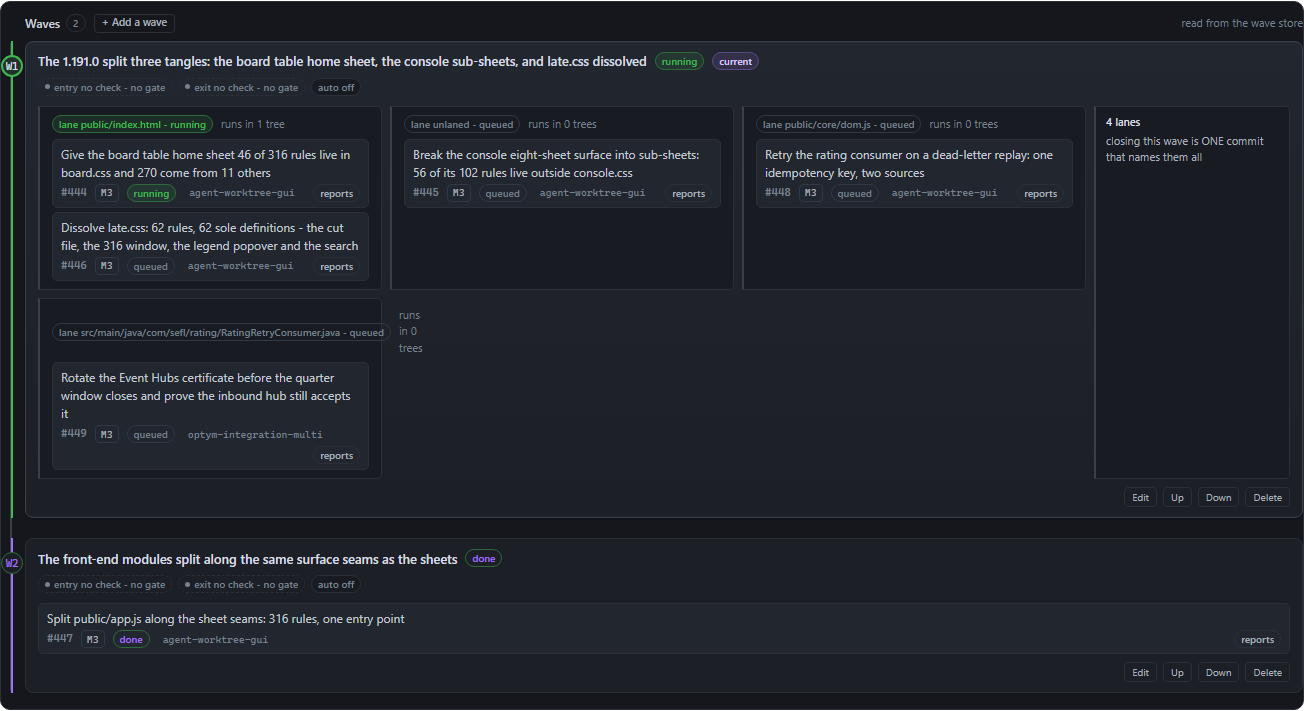 Waves 2 + Add a wave read from the wave store
W1
The 1.191.0 split three tangles: the board table home sheet, the console sub-sheets, and late.css dissolved running current
entry no check - no gate exit no check - no gate auto off
lane public/index.html - running runs in 1 tree
Give the board table home sheet 46 of 316 rules live in
board.css and 270 come from 11 others
#444 M3 running agent-worktree-gui reports
Dissolve late.css: 62 rules, 62 sole definitions - the cut
file, the 316 window, the legend popover and the search
#446 M3 queued agent-worktree-gui reports
lane unlaned - queued runs in 0 trees
Break the console eight-sheet surface into sub-sheets:
56 of its 102 rules live outside console.css
#445 M3 queued agent-worktree-gui reports
lane public/core/dom.js - queued runs in 0 trees
Retry the rating consumer on a dead-letter replay: one
idempotency key, two sources
#448 M3 queued agent-worktree-gui reports
4 lanes
closing this wave is ONE commit
that names them all
lane src/main/java/com/sefl/rating/RatingRetryConsumer.java - queued
runs
in 0
trees
Rotate the Event Hubs certificate before the quarter
window closes and prove the inbound hub still accepts
it
#449 M3 queued optym-integration-multi
reports
Edit Up Down Delete
W2
The front-end modules split along the same surface seams as the sheets done
entry no check - no gate exit no check - no gate auto off
Split public/app.js along the sheet seams: 316 rules, one entry point
#447 M3 done agent-worktree-gui reports
Edit Up Down Delete